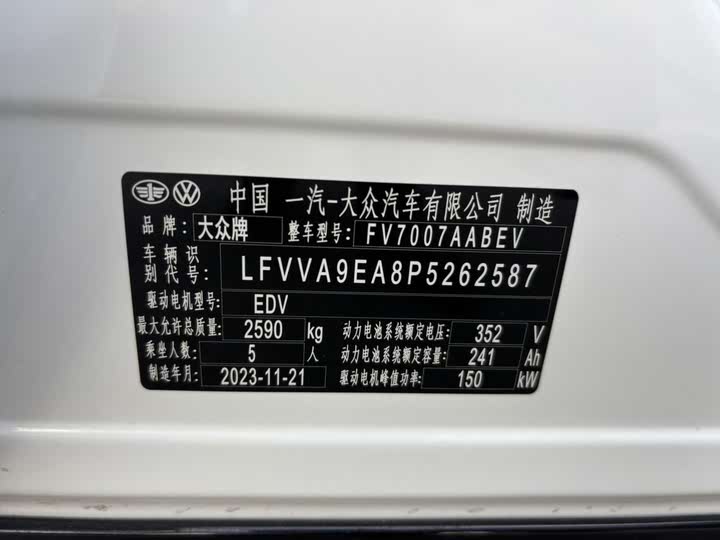 中国 一汽-大众汽车有限公司 制造
品牌: 大众牌 整车型号: FV7007AABEV
车辆识别代号: LFVVA9EA8P5262587
驱动电机型号: EDV
最大允许总质量: 2590 kg 动力电池系统额定电压: 352 V
乘坐人数: 5 人 动力电池系统额定容量: 241 Ah
制造年月: 2023-11-21 驱动电机峰值功率: 150 kW